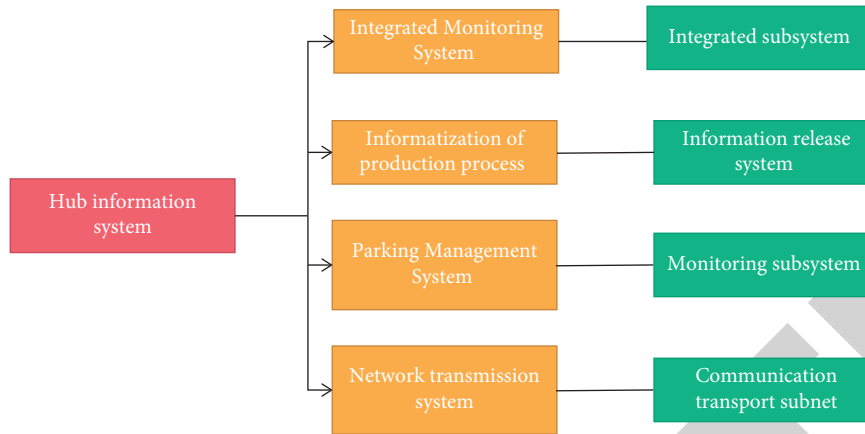 Hub information
system
Integrated Monitoring
System
Integrated subsystem
Informatization of
production process
Information release
system
Parking Management
System
Monitoring subsystem
Network transmission
system
Communication
transport subnet